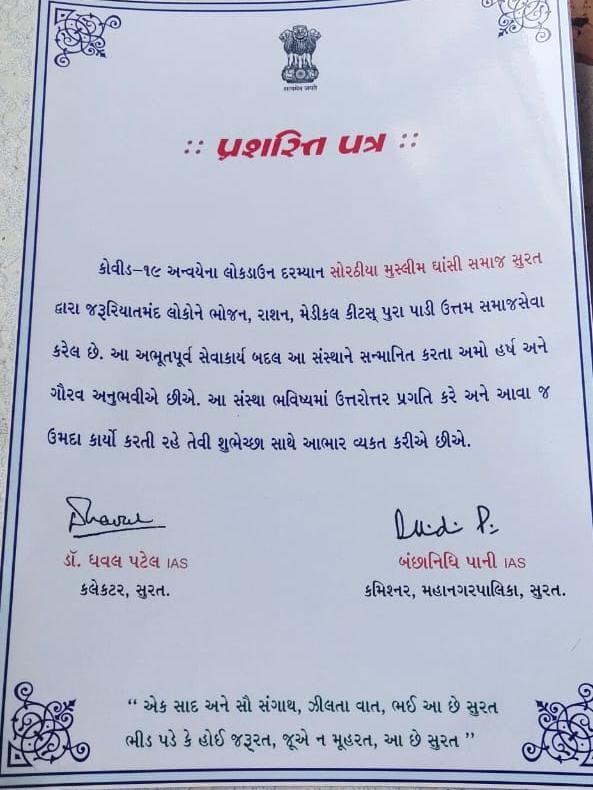 सत्यमेव जयते
:: પ્રશસ્તિ પત્ર ::
કોવીડ-૧૯ અન્વયેના લોકડાઉન દરમ્યાન સોરઠીયા મુસ્લીમ ઘાંસી સમાજ સુરત
દ્વારા જરૂરિયાતમંદ લોકોને ભોજન, રાશન, મેડીકલ કીટસ્ પુરા પાડી ઉત્તમ સમાજસેવા
કરેલ છે. આ અભૂતપૂર્વ સેવાકાર્ય બદલ આ સંસ્થાને સન્માનિત કરતા અમો હર્ષ અને
ગૌરવ અનુભવીએ છીએ. આ સંસ્થા ભવિષ્યમાં ઉત્તરોત્તર પ્રગતિ કરે અને આવા જ
ઉમદા કાર્યો કરતી રહે તેવી શુભેચ્છા સાથે આભાર વ્યકત કરીએ છીએ.
ડૉ. ધવલ પટેલ IAS
કલેકટર, સુરત.
બંછાનિધિ પાની IAS
કમિશ્નર, મહાનગરપાલિકા, સુરત.
“ એક સાદ અને સૌ સંગાથ, ઝીલતા વાત, ભઈ આ છે સુરત
ભીડ પડે કે હોઈ જરૂરત, જૂએ ન મૂહરત, આ છે સુરત ”